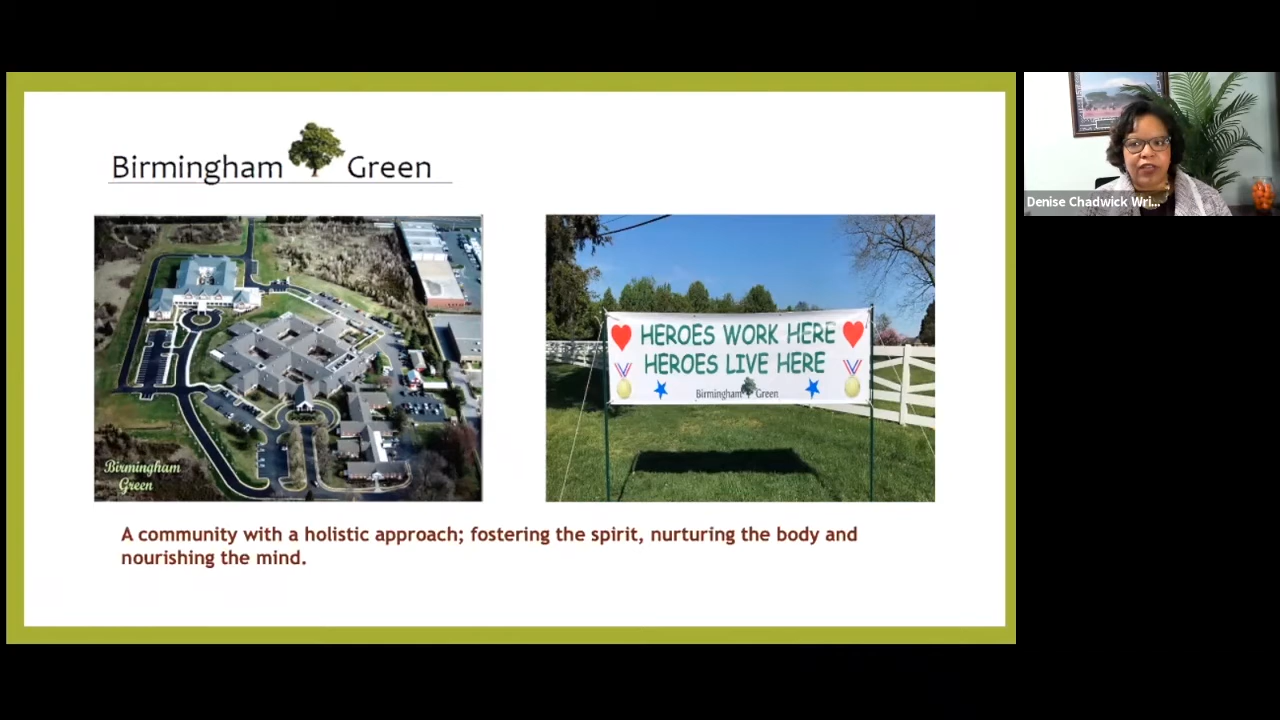 Birmingham Green
Birmingham
Green
HEROES WORK HERE
HEROES LIVE HERE
Birmingham Green
A community with a holistic approach; fostering the spirit, nurturing the body and
nourishing the mind.
Denise Chadwick Wri...